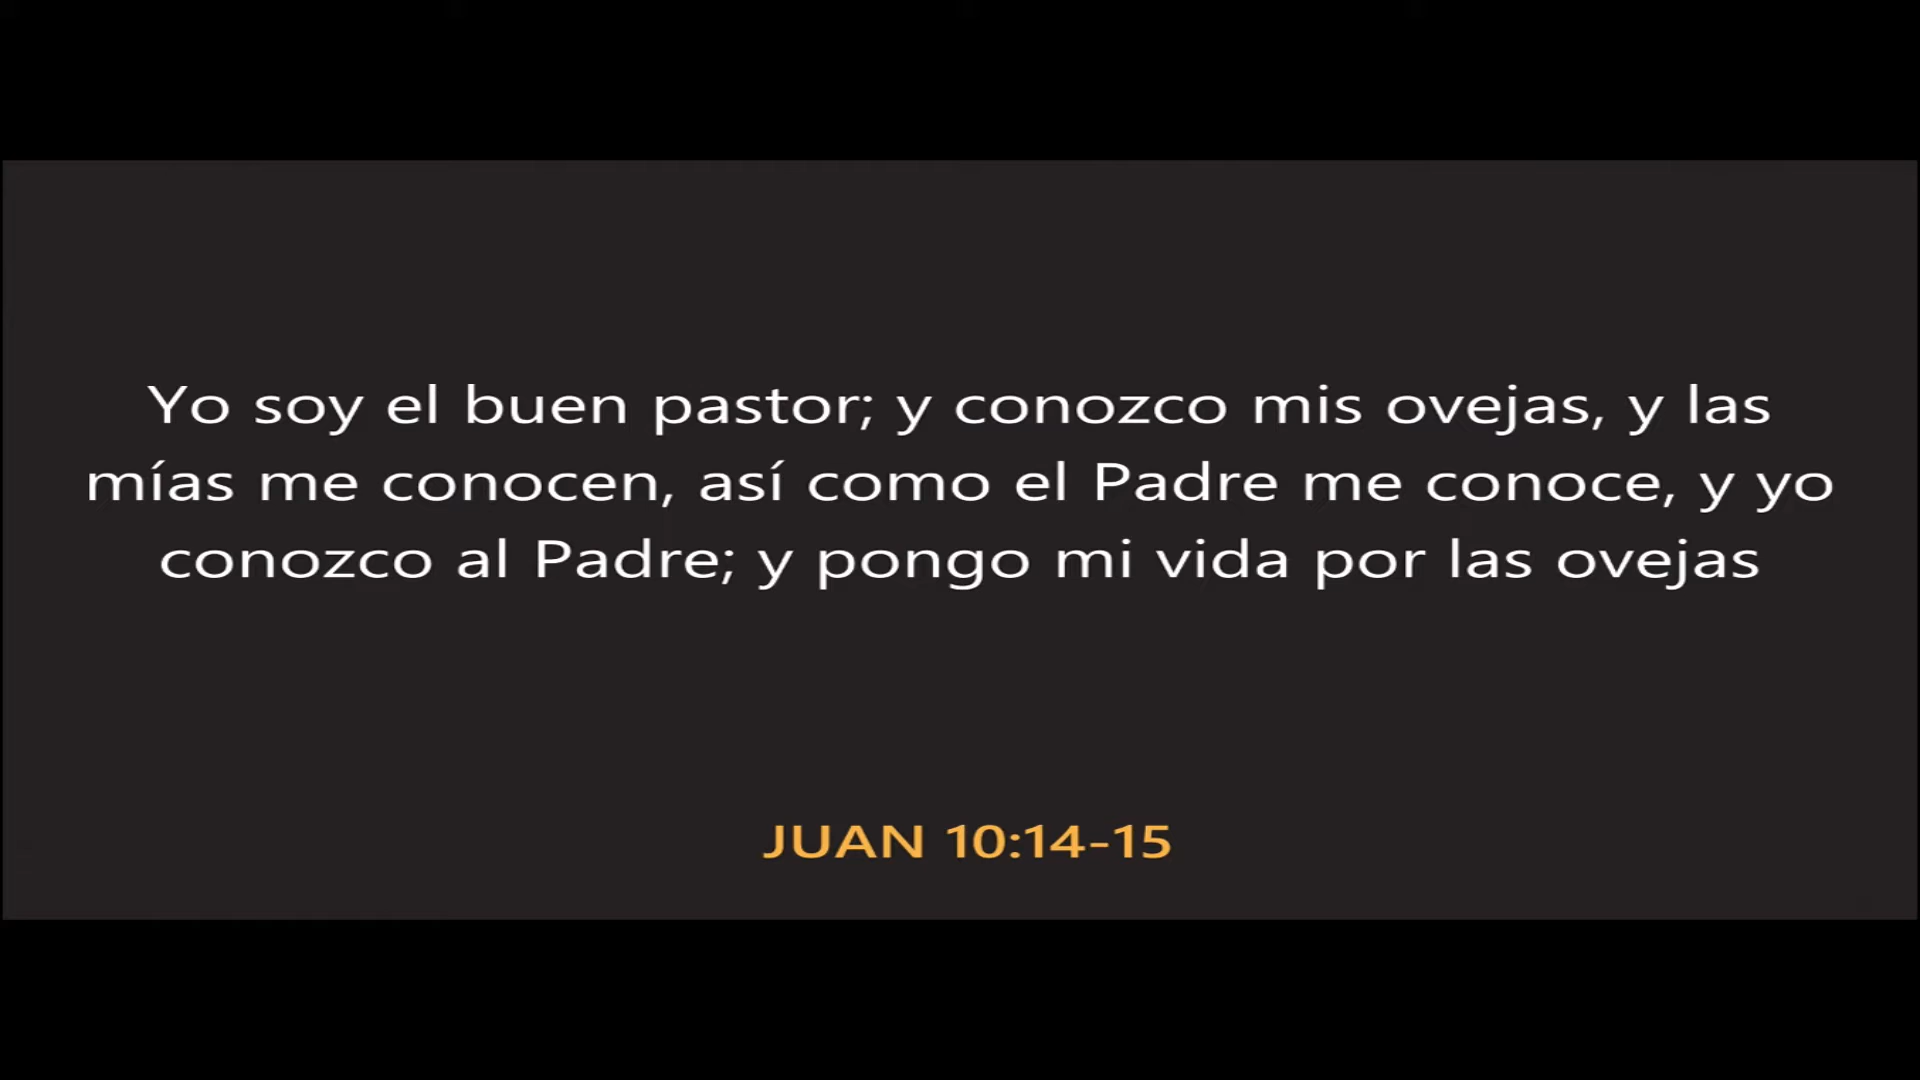 Yo soy el buen pastor; y conozco mis ovejas, y las
mías me conocen, así como el Padre me conoce, y yo
conozco al Padre; y pongo mi vida por las ovejas
JUAN 10:14-15